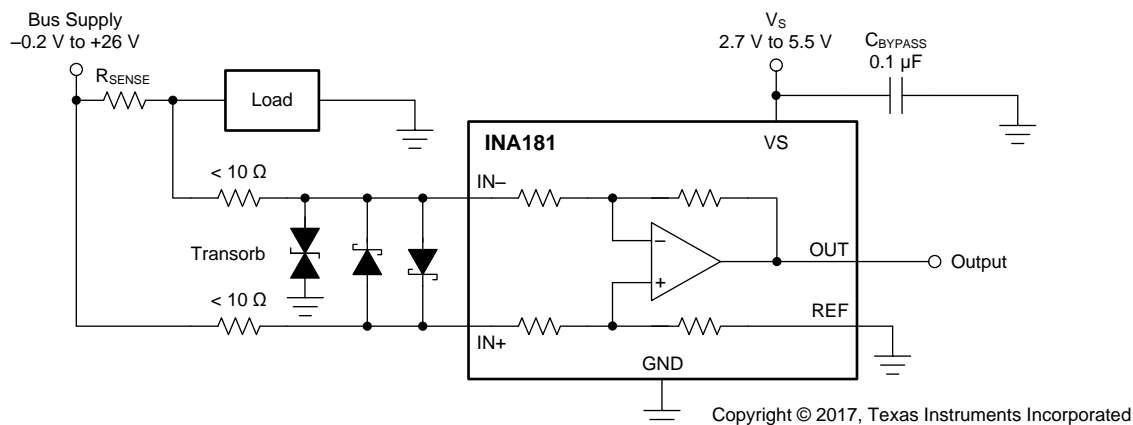 Bus Supply
–0.2 V to +26 V
RSENSE
Load
VS
2.7 V to 5.5 V
CBYPASS
0.1 µF
INA181
VS
< 10 Ω
IN–
Transorb
–
+
OUT
Output
< 10 Ω
REF
IN+
GND
Copyright © 2017, Texas Instruments Incorporated